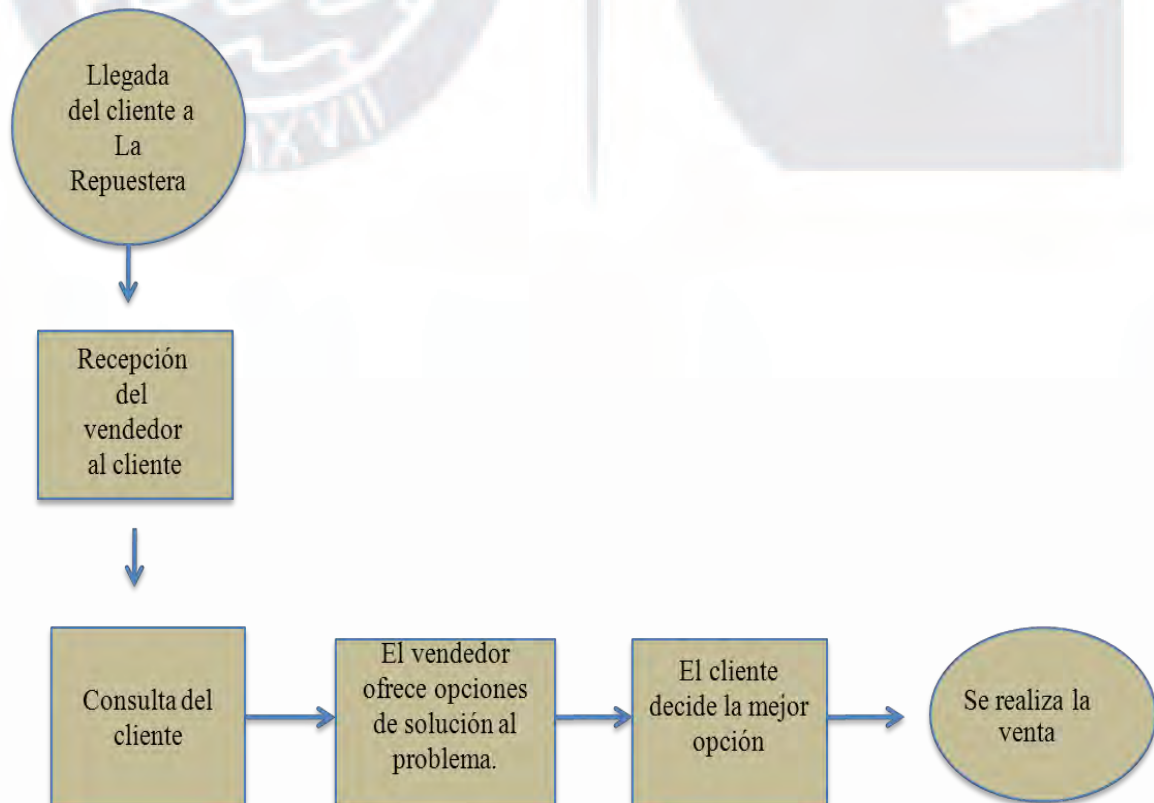 Llegada
del cliente a
La
Repuestera
Recepción
del
vendedor
al cliente
Consulta del
cliente
El vendedor
ofrece opciones
de solución al
problema.
El cliente
decide la mejor
opción
Se realiza la
venta